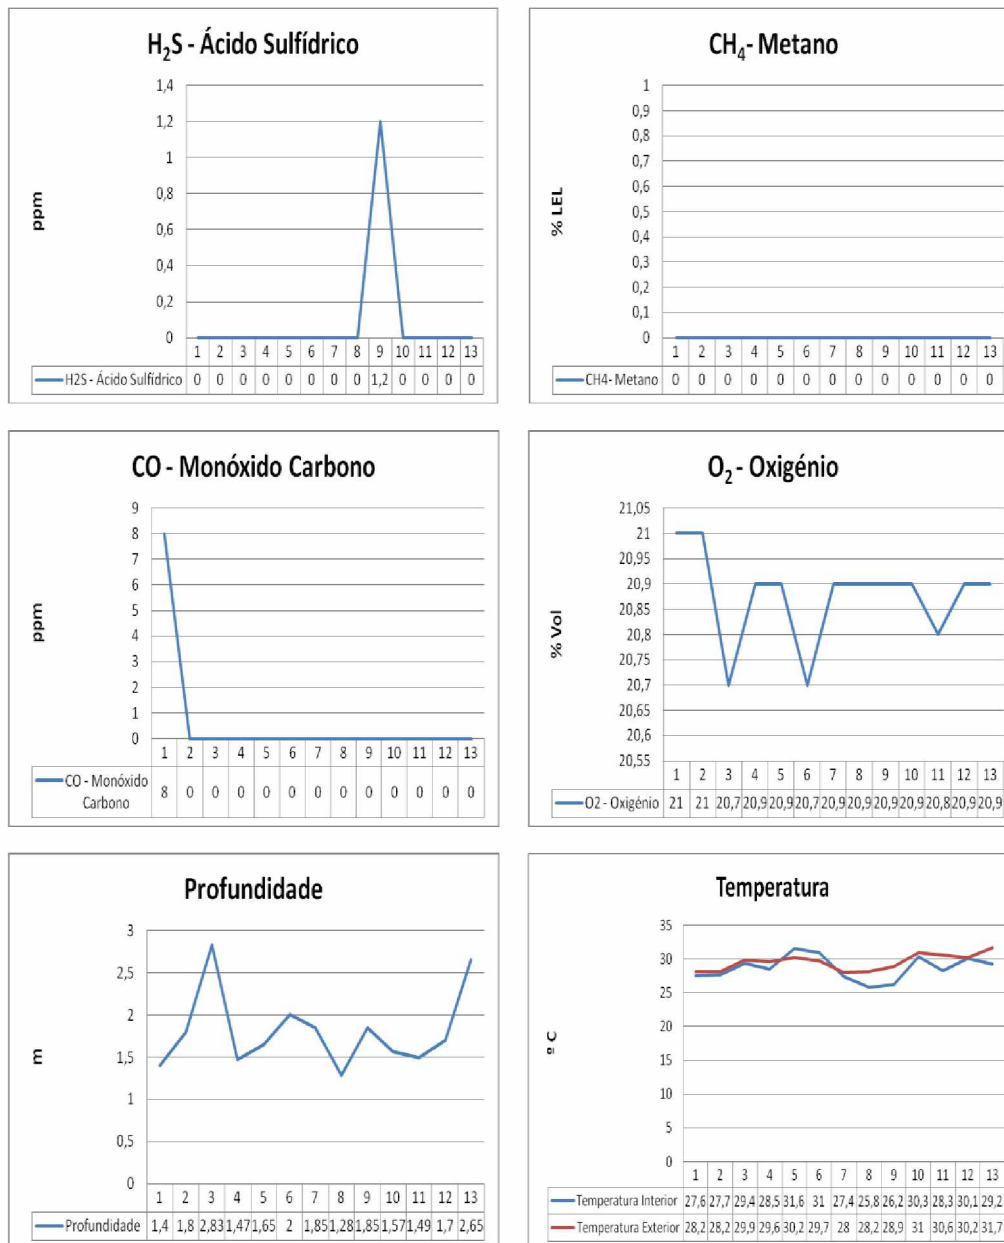 H₂S - Ácido Sulfídrico
ppm
1,4
1,2
1
0,8
0,6
0,4
0,2
0
1 2 3 4 5 6 7 8 9 10 11 12 13
H2S - Ácido Sulfídrico 0 0 0 0 0 0 0 0 1,2 0 0 0 0
CH₄- Metano
% LEL
1
0,9
0,8
0,7
0,6
0,5
0,4
0,3
0,2
0,1
0
1 2 3 4 5 6 7 8 9 10 11 12 13
CH4- Metano 0 0 0 0 0 0 0 0 0 0 0 0 0
CO - Monóxido Carbono
ppm
9
8
7
6
5
4
3
2
1
0
1 2 3 4 5 6 7 8 9 10 11 12 13
CO - Monóxido
Carbono
8 0 0 0 0 0 0 0 0 0 0 0 0
O₂ - Oxigénio
% Vol
21,05
21
20,95
20,9
20,85
20,8
20,75
20,7
20,65
20,6
20,55
1 2 3 4 5 6 7 8 9 10 11 12 13
O2 - Oxigénio 21 21 20,7 20,9 20,9 20,7 20,9 20,9 20,9 20,9 20,8 20,9 20,9
Profundidade
m
3
2,5
2
1,5
1
0,5
0
1 2 3 4 5 6 7 8 9 10 11 12 13
Profundidade 1,4 1,8 2,83 1,47 1,65 2 1,85 1,28 1,85 1,57 1,49 1,7 2,65
Temperatura
º C
35
30
25
20
15
10
5
0
1 2 3 4 5 6 7 8 9 10 11 12 13
Temperatura Interior 27,6 27,7 29,4 28,5 31,6 31 27,4 25,8 26,2 30,3 28,3 30,1 29,2
Temperatura Exterior 28,2 28,2 29,9 29,6 30,2 29,7 28 28,2 28,9 31 30,6 30,2 31,7